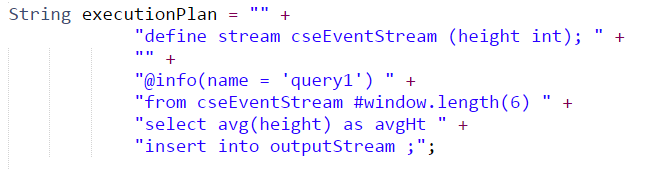 String executionPlan = "" +
"define stream cseEventStream (height int); " +
"" +
"@info(name = 'query1') " +
"from cseEventStream #window.length(6) " +
"select avg(height) as avgHt " +
"insert into outputStream ;";